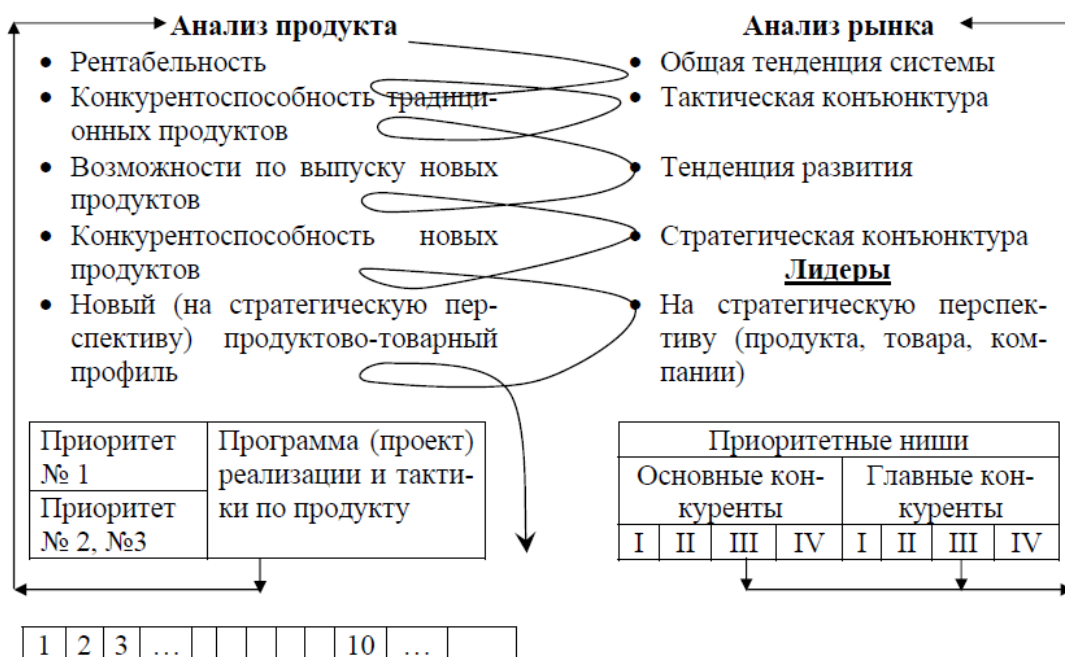 Анализ продукта
• Рентабельность
• Конкурентоспособность традици-
онных продуктов
• Возможности по выпуску новых
продуктов
• Конкурентоспособность новых
продуктов
• Новый (на стратегическую пер-
спективу) продуктово-товарный
профиль
Анализ рынка
• Общая тенденция системы
• Тактическая конъюнктура
• Тенденция развития
• Стратегическая конъюнктура
Лидеры
• На стратегическую перспек-
тиву (продукта, товара, ком-
пании)
Приоритет
№ 1
Приоритет
№ 2, №3
Программа (проект)
реализации и такти-
ки по продукту
Приоритетные ниши
Основные кон-
куренты
Главные кон-
куренты
I II III IV I II III IV
1 2 3 … 10 …